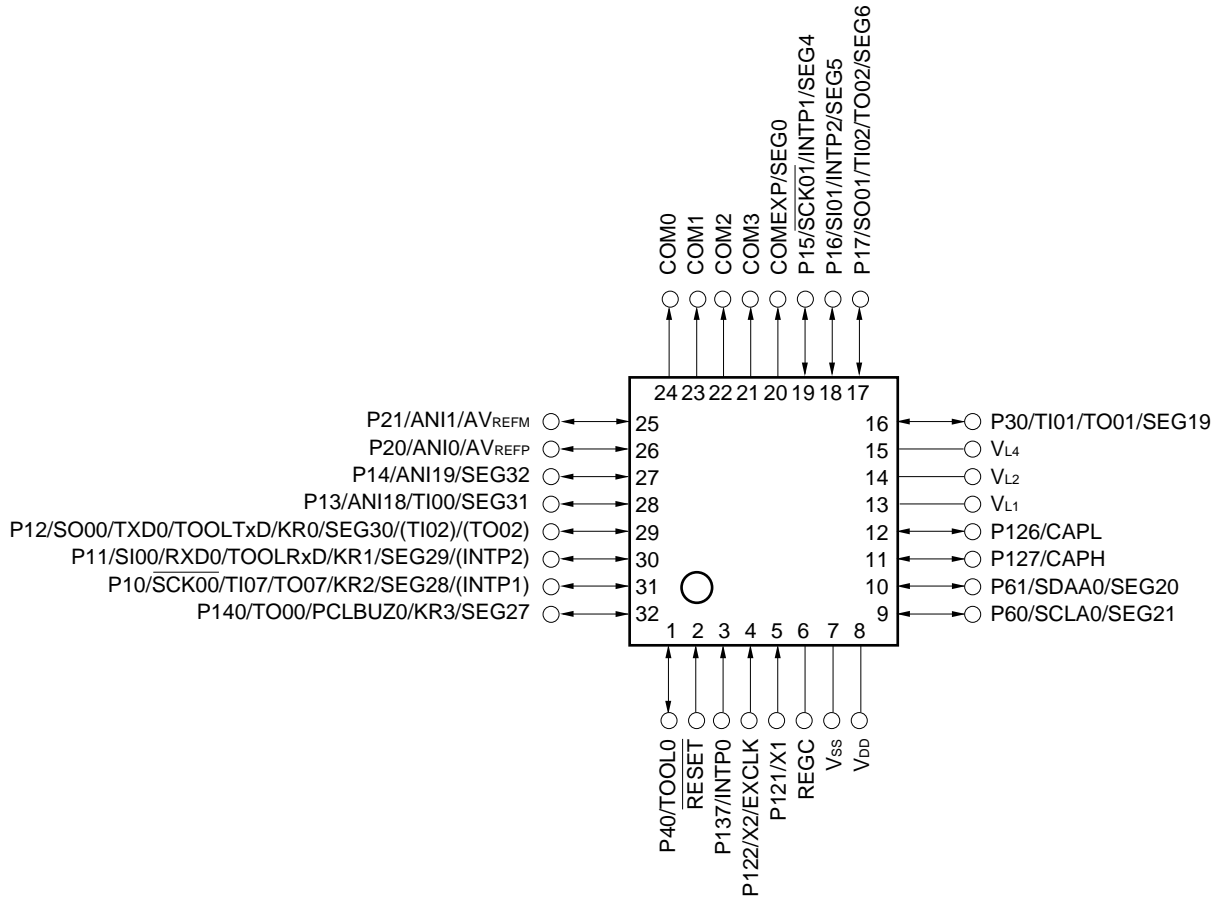 COM0
COM1
COM2
COM3
COMEXP/SEG0
P15/SCK01/INTP1/SEG4
P16/SI01/INTP2/SEG5
P17/SO01/TI02/TO02/SEG6
24 23 22 21 20 19 18 17
P21/ANI1/AVREFM 25
P20/ANI0/AVREFP 26
P14/ANI19/SEG32 27
P13/ANI18/TI00/SEG31 28
P12/SO00/TXD0/TOOLTxD/KR0/SEG30/(TI02)/(TO02) 29
P11/SI00/RXD0/TOOLRxD/KR1/SEG29/(INTP2) 30
P10/SCK00/TI07/TO07/KR2/SEG28/(INTP1) 31
P140/TO00/PCLBUZ0/KR3/SEG27 32
16 P30/TI01/TO01/SEG19
15 VL4
14 VL2
13 VL1
12 P126/CAPL
11 P127/CAPH
10 P61/SDAA0/SEG20
9 P60/SCLA0/SEG21
1 2 3 4 5 6 7 8
P40/TOOL0
RESET
P137/INTP0
P122/X2/EXCLK
P121/X1
REGC
VSS
VDD